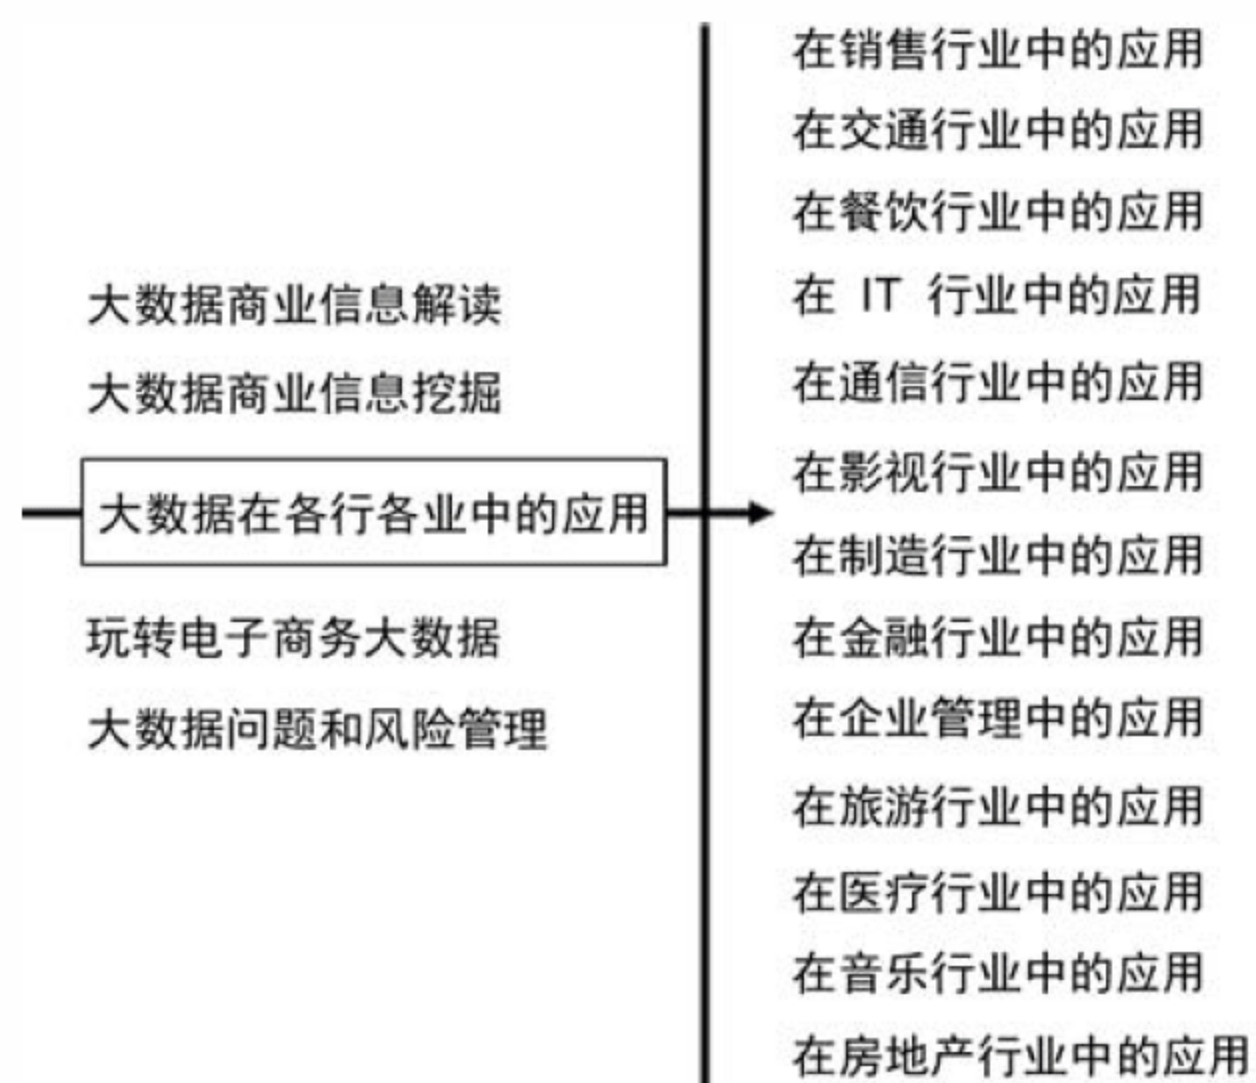 大数据商业信息解读
大数据商业信息挖掘
大数据在各行各业中的应用
玩转电子商务大数据
大数据问题和风险管理
在销售行业中的应用
在交通行业中的应用
在餐饮行业中的应用
在 IT 行业中的应用
在通信行业中的应用
在影视行业中的应用
在制造行业中的应用
在金融行业中的应用
在企业管理中的应用
在旅游行业中的应用
在医疗行业中的应用
在音乐行业中的应用
在房地产行业中的应用